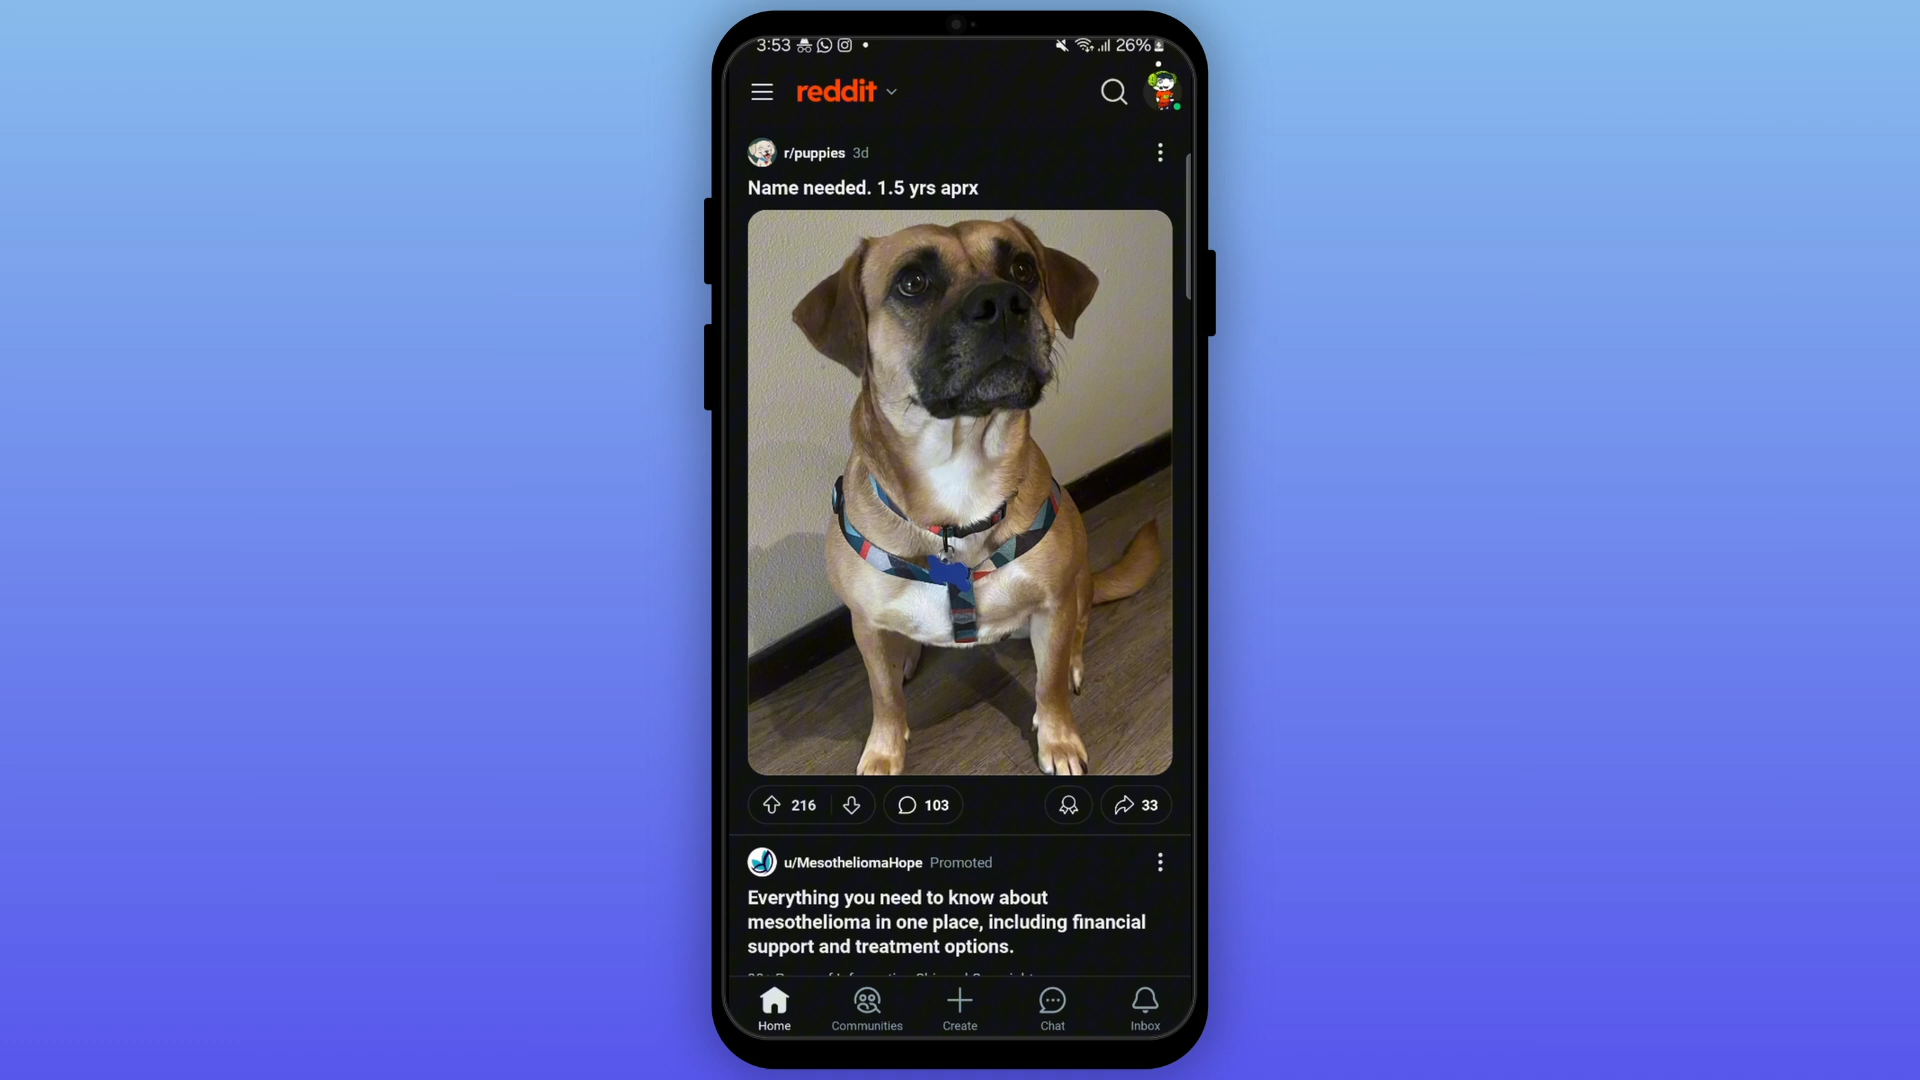 3:53
26%
reddit
r/puppies 3d
Name needed. 1.5 yrs aprx
216
103
33
u/MesotheliomaHope Promoted
Everything you need to know about
mesothelioma in one place, including financial
support and treatment options.
Home
Communities
Create
Chat
Inbox